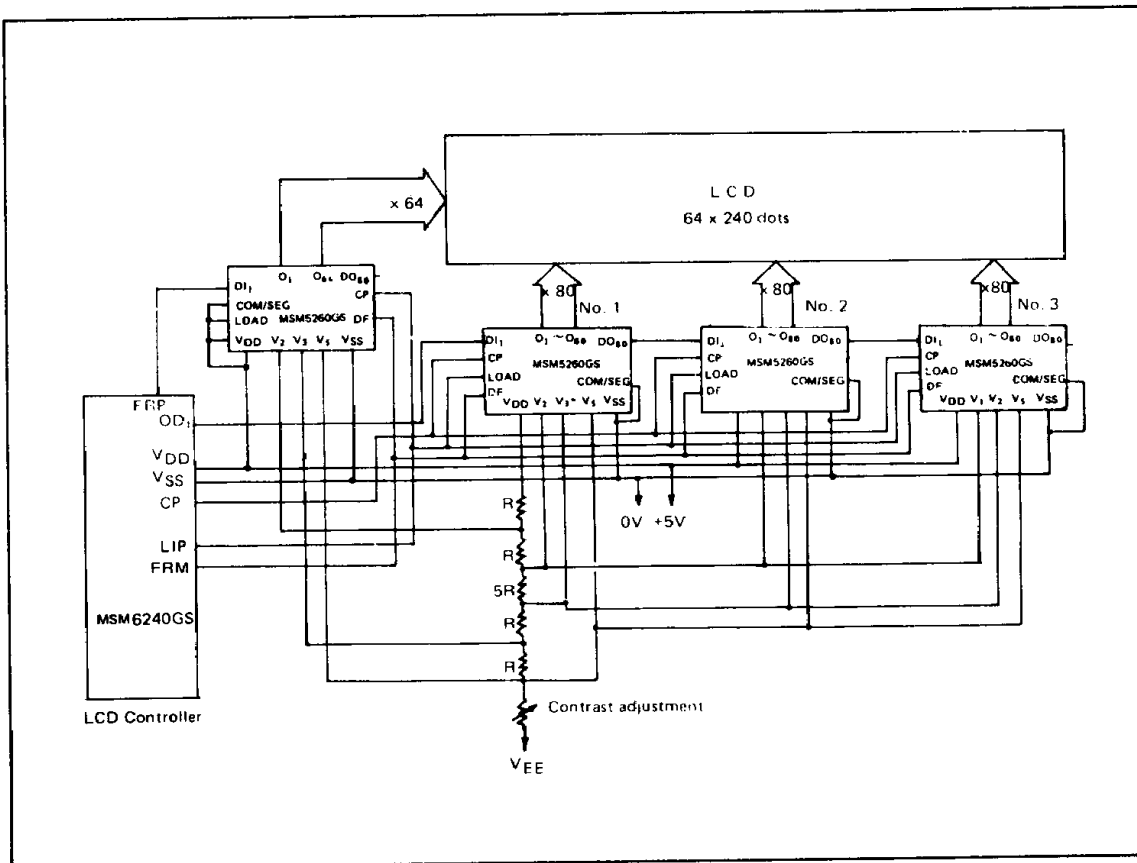 L C D
64 x 240 dots
x 64
x 80
No. 1
x 80
No. 2
x80
No. 3
DI1
O1
O64
DO80
CP
COM/SEG
LOAD
MSM5260GS
DF
VDD
V2
V3
V5
VSS
DI1
O1 ~ O80
DO80
CP
MSM5260GS
LOAD
COM/SEG
DF
VDD
V2
V3
V5
VSS
DI1
O1 ~ O80
DO80
CP
MSM5260GS
LOAD
COM/SEG
DF
DI1
O1 ~ O80
DO80
CP
MSM5260GS
LOAD
COM/SEG
DF
VDD
V2
V5
VSS
FRP
OD1
VDD
VSS
CP
LIP
FRM
MSM6240GS
LCD Controller
0V
+5V
R
R
5R
R
R
Contrast adjustment
VEE